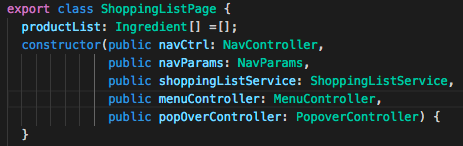 export class ShoppingListPage {
  productList: Ingredient[] =[];
  constructor(public navCtrl: NavController,
              public navParams: NavParams,
              public shoppingListService: ShoppingListService,
              public menuController: MenuController,
              public popOverController: PopoverController) {
  }